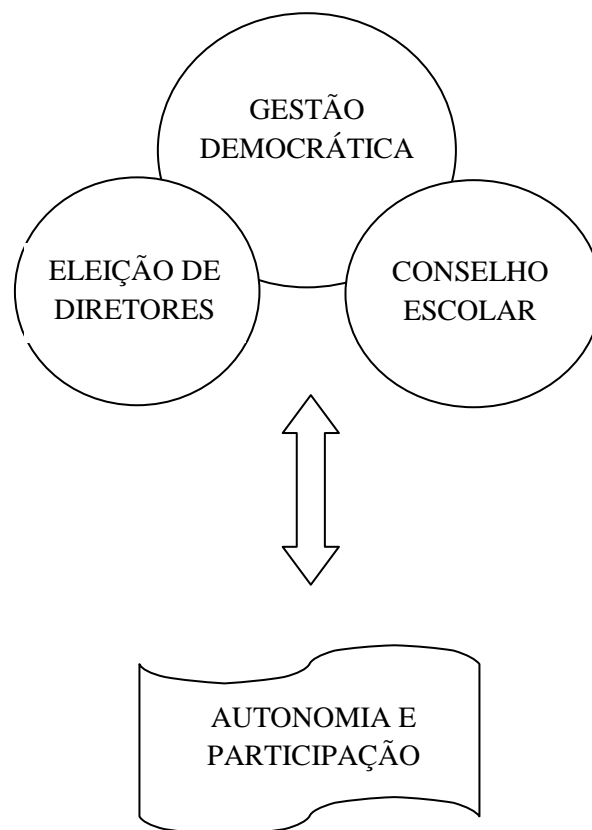 GESTÃO
DEMOCRÁTICA
ELEIÇÃO DE
DIRETORES
CONSELHO
ESCOLAR
AUTONOMIA E
PARTICIPAÇÃO